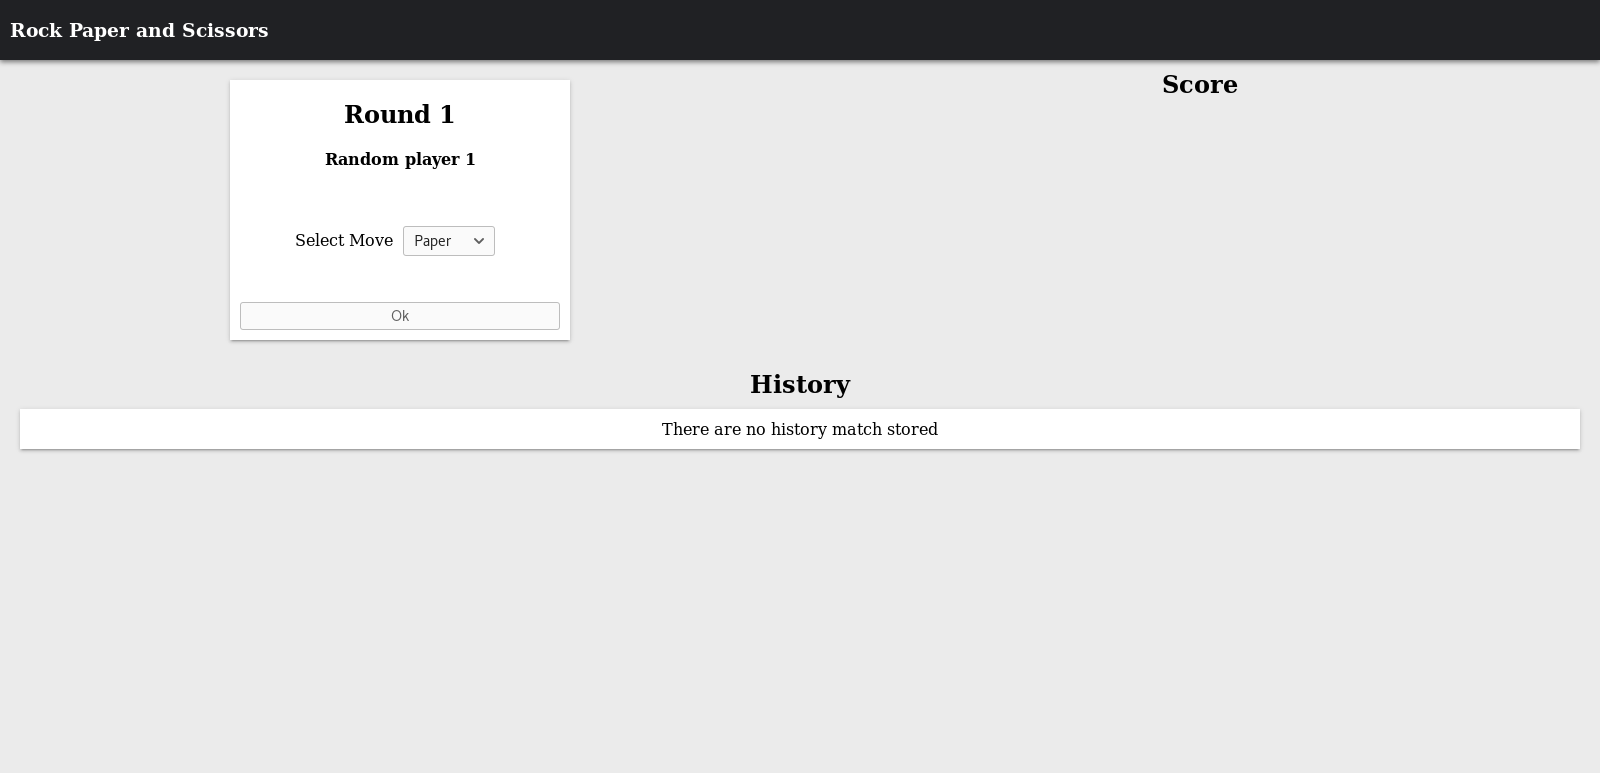 Rock Paper and Scissors
Round 1
Random player 1
Select Move Paper
Ok
Score
History
There are no history match stored